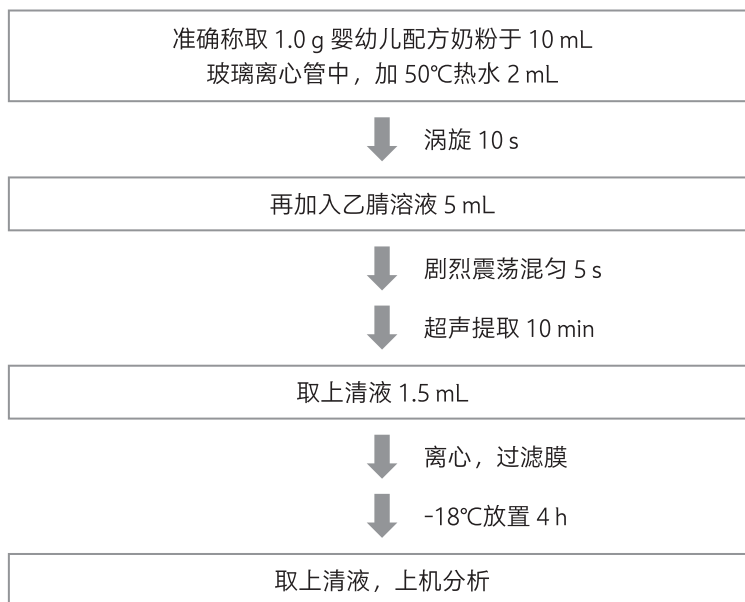 准确称取 1.0 g 婴幼儿配方奶粉于 10 mL
玻璃离心管中，加 50℃热水 2 mL
涡旋 10 s
再加入乙腈溶液 5 mL
剧烈震荡混匀 5 s
超声提取 10 min
取上清液 1.5 mL
离心，过滤膜
-18℃放置 4 h
取上清液，上机分析